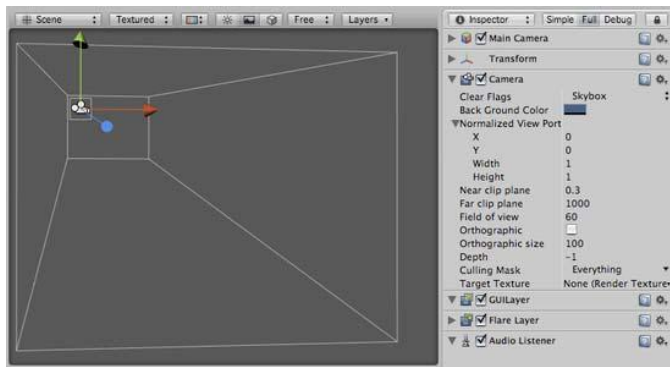 Scene
Textured
Free
Layers
Inspector
Simple Full Debug
Main Camera
Transform
Camera
Clear Flags Skybox
Back Ground Color
Normalized View Port
X 0
Y 0
Width 1
Height 1
Near clip plane 0.3
Far clip plane 1000
Field of view 60
Orthographic
Orthographic size 100
Depth -1
Culling Mask Everything
Target Texture None (Render Texture
GUILayer
Flare Layer
Audio Listener